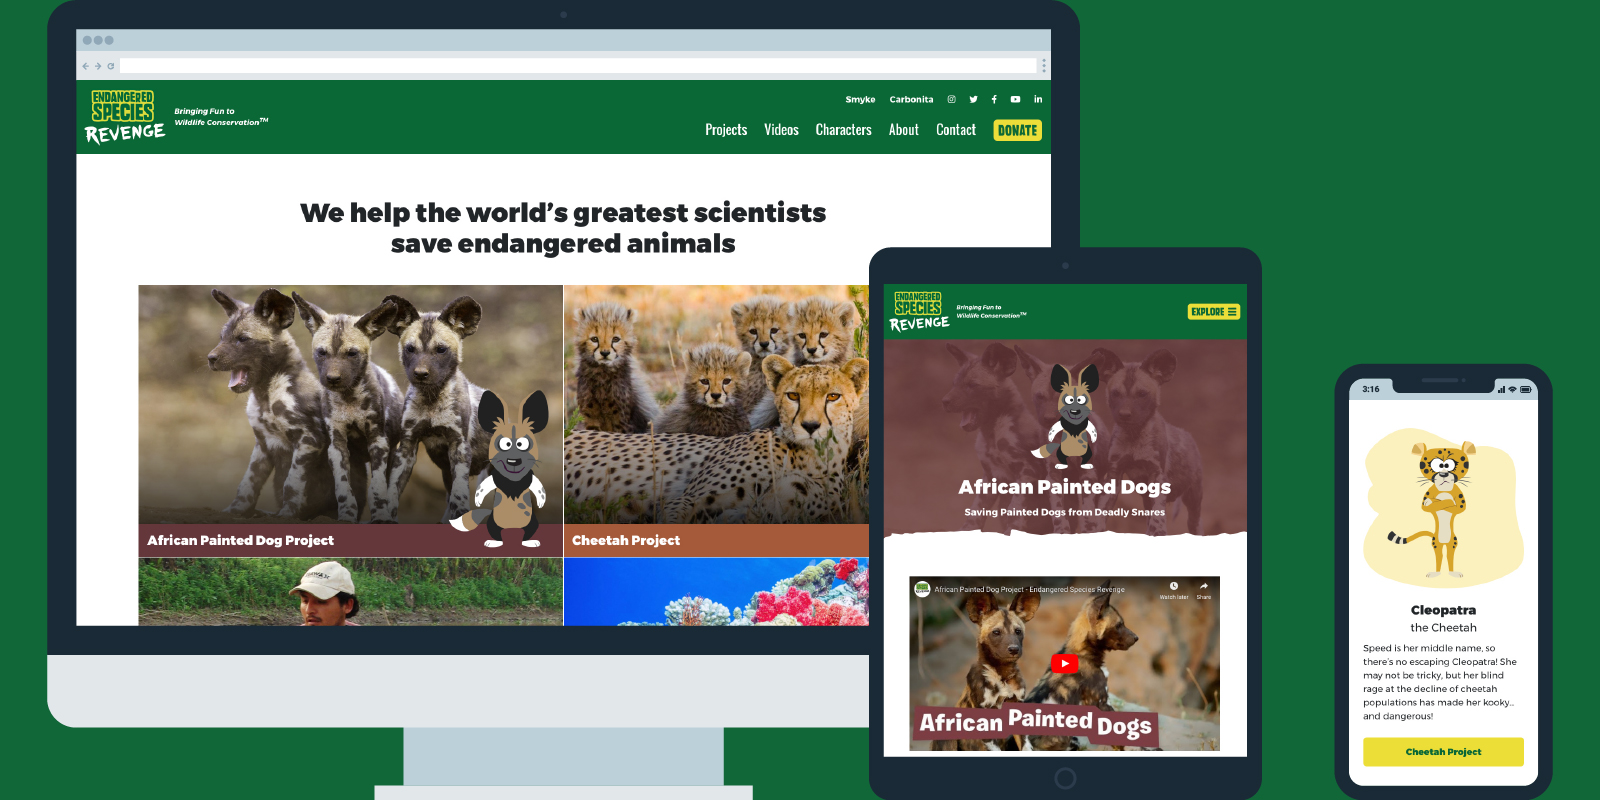 ENDANGERED
SPECIES
REVENGE
Bringing Fun to
Wildlife Conservation™
Smyke Carbonita
Projects Videos Characters About Contact DONATE
We help the world’s greatest scientists
save endangered animals
African Painted Dog Project
Cheetah Project
ENDANGERED
SPECIES
REVENGE
Bringing Fun to
Wildlife Conservation™
EXPLORE
African Painted Dogs
Saving Painted Dogs from Deadly Snares
African Painted Dog Project - Endangered Species Revenge
Watch later Share
African Painted Dogs
3:16
Cleopatra
the Cheetah
Speed is her middle name, so
there’s no escaping Cleopatra! She
may not be tricky, but her blind
rage at the decline of cheetah
populations has made her kooky...
and dangerous!
Cheetah Project